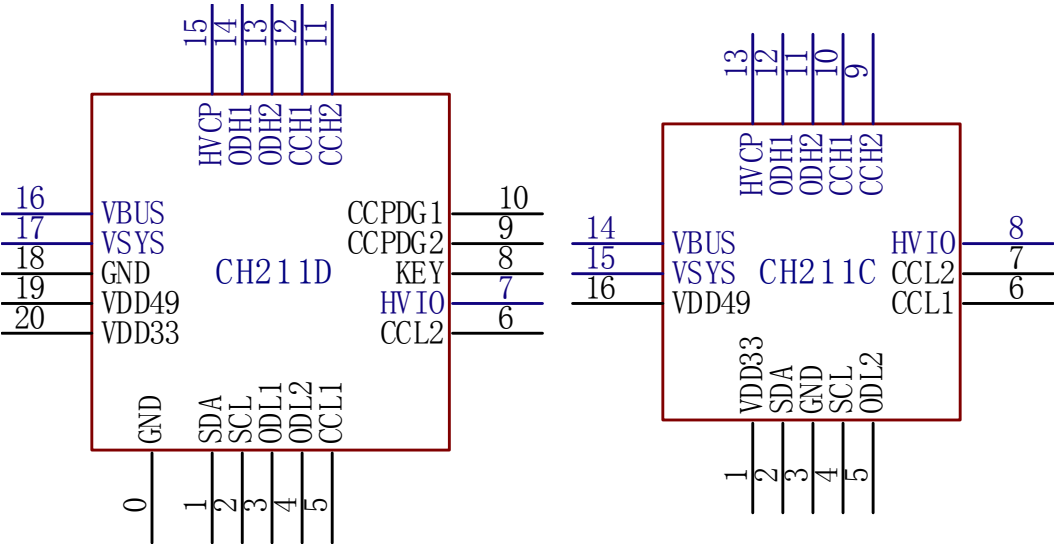 15
14
13
12
11
HVCP
ODH1
ODH2
CCH1
CCH2
16
VBUS
17
VSYS
18
GND
19
VDD49
20
VDD33
CH211D
CCPDG1
10
CCPDG2
9
KEY
8
HVIO
7
CCL2
6
GND
SDA
SCL
ODL1
ODL2
CCL1
0
1
2
3
4
5
13
12
11
10
9
HVCP
ODH1
ODH2
CCH1
CCH2
14
VBUS
15
VSYS
16
VDD49
CH211C
HVIO
8
CCL2
7
CCL1
6
VDD33
SDA
GND
SCL
ODL2
1
2
3
4
5